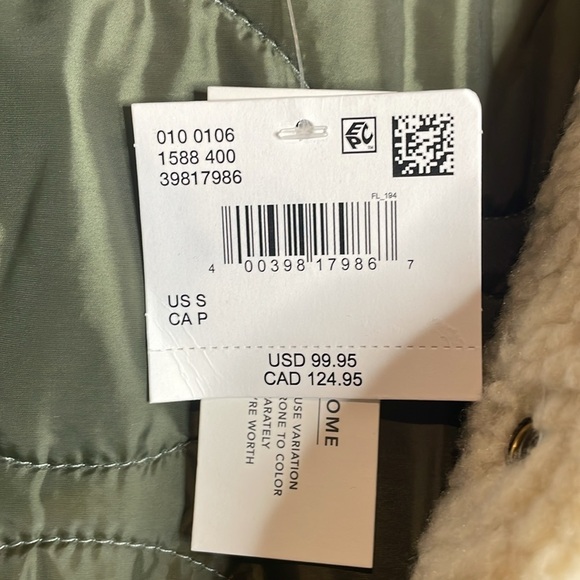 010 0106
1588 400
39817986
EPC
FL_194
4 00398 17986 7
US S
CA P
USD 99.95
CAD 124.95
OME
USE VARIATION
RONE TO COLOR
ARATELY
'RE WORTH